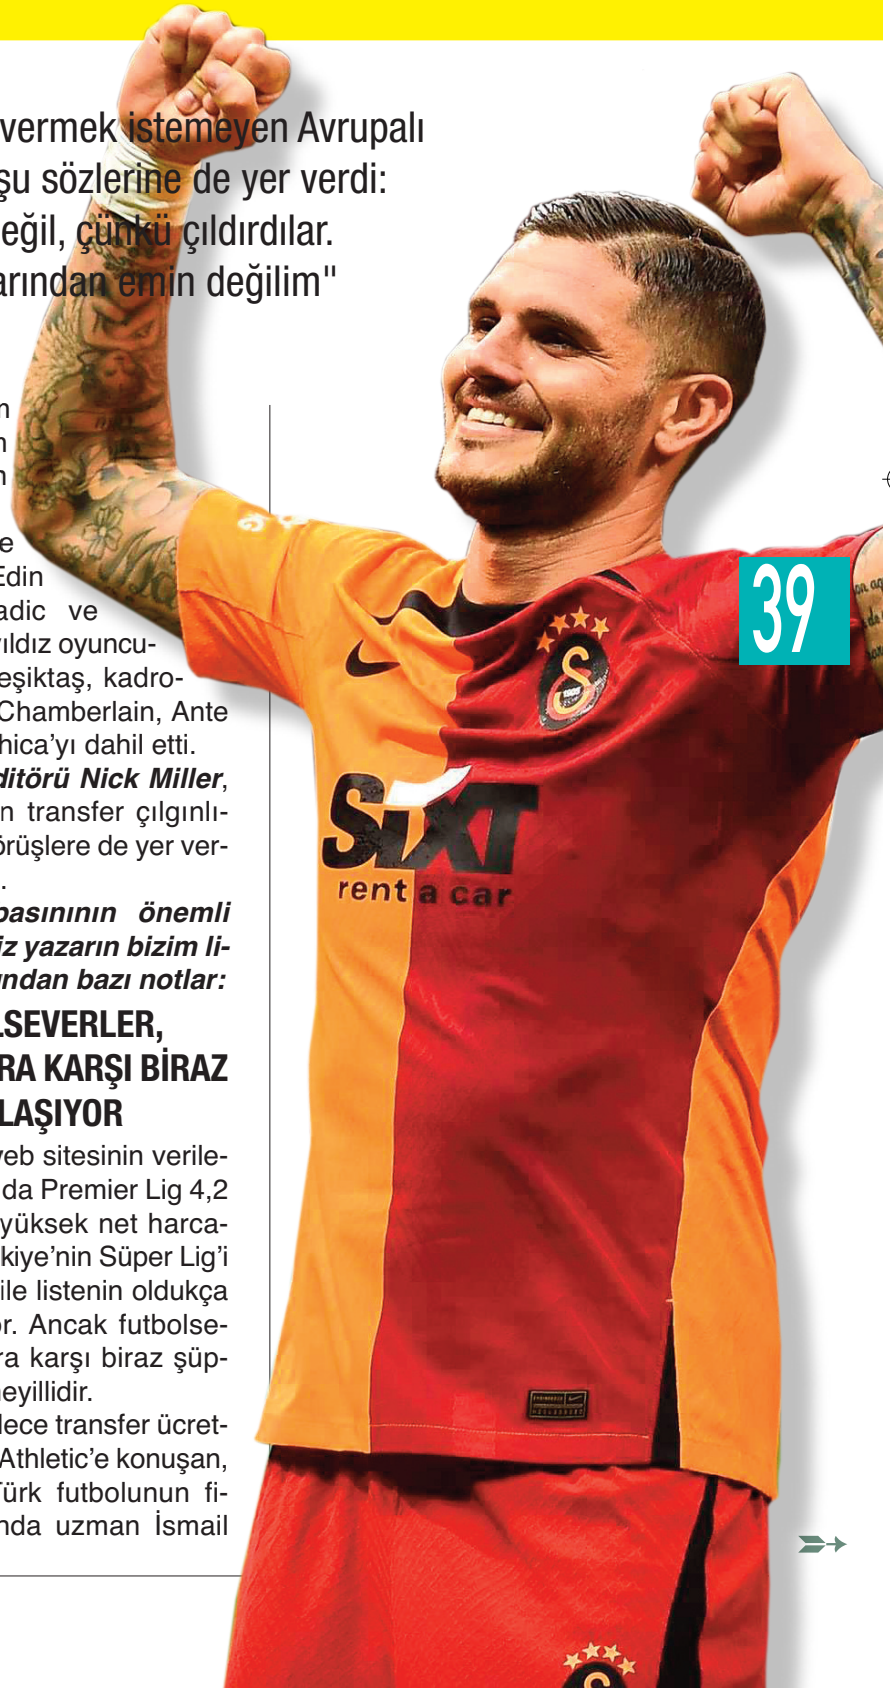 vermek istemeyen Avrupalı
şu sözlerine de yer verdi:
eğil, çünkü çıldırdılar.
arından emin değilim"
n
n
n
e
Edin
adic ve
yıldız oyuncu-
eşiktaş, kadro-
Chamberlain, Ante
hica'yı dahil etti.
ditörü Nick Miller,
n transfer çılgınlı-
örüşlere de yer ver-
.
basınının önemli
iz yazarın bizim li-
ından bazı notlar:
LSEVERLER,
RA KARŞI BİRAZ
LAŞIYOR
web sitesinin verile-
da Premier Lig 4,2
yüksek net harca-
kiye'nin Süper Lig'i
ile listenin oldukça
or. Ancak futbolse-
ra karşı biraz şüp-
meyillidir.
lece transfer ücret-
Athletic'e konuşan,
Türk futbolunun fi-
nda uzman İsmail
39
SiXT
rent a car